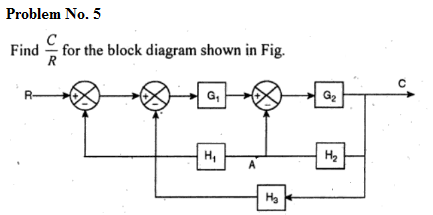 Problem No. 5
Find C/R for the block diagram shown in Fig.
R
+
−
+
−
G₁
+
−
G₂
C
H₁
A
H₂
H₃